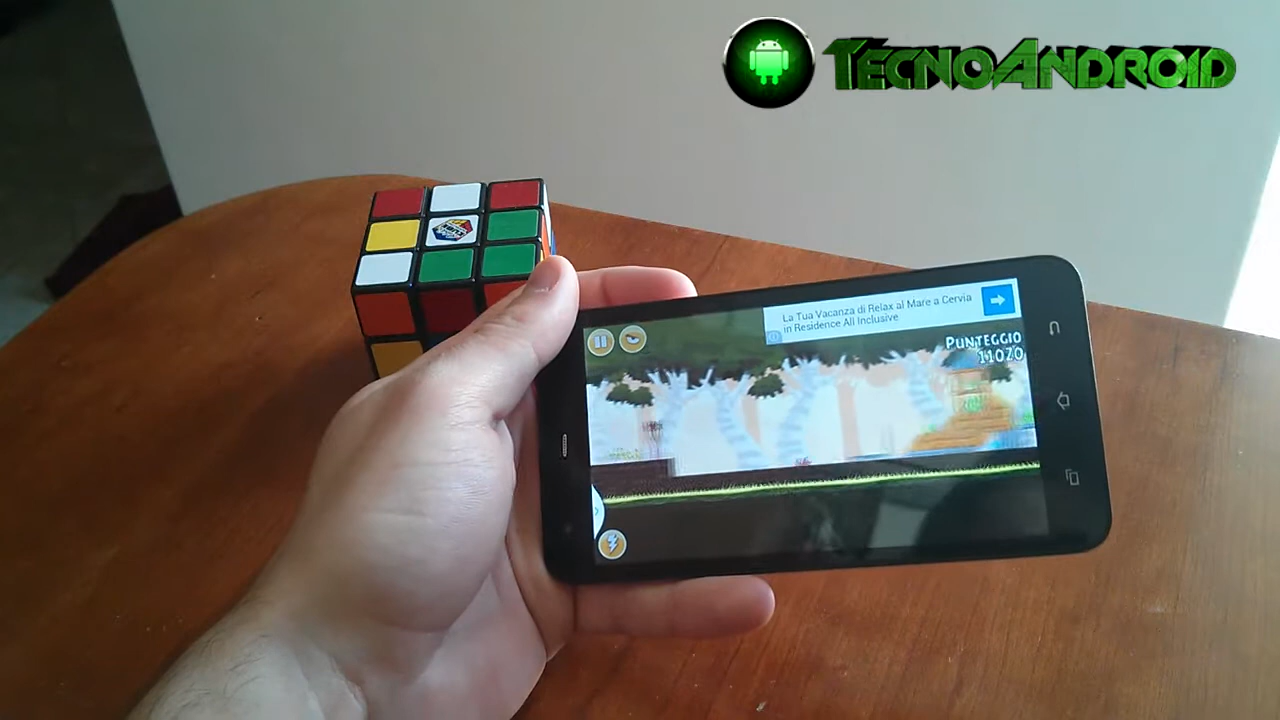 TecnoAndroid
La Tua Vacanza di Relax al Mare a Cervia
in Residence All Inclusive
Punteggio
11020